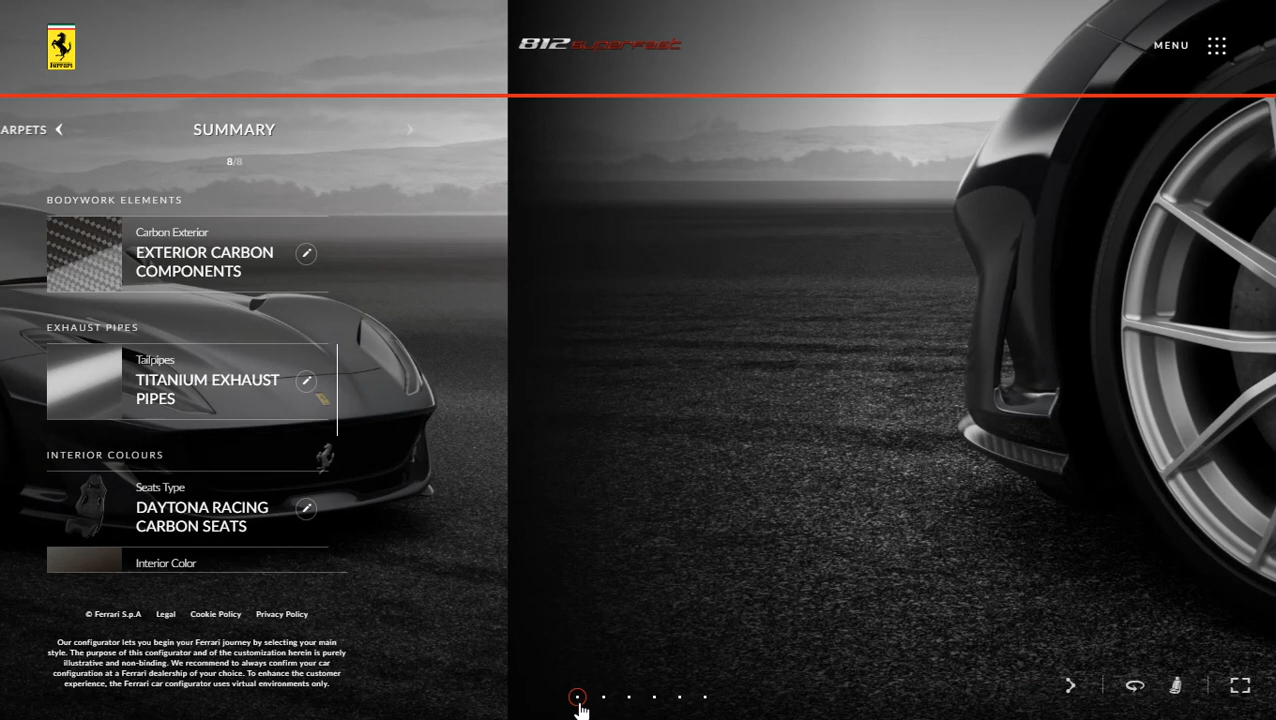 Ferrari
812 superfast
MENU
ARPETS
SUMMARY
8/8
BODYWORK ELEMENTS
Carbon Exterior
EXTERIOR CARBON
COMPONENTS
EXHAUST PIPES
Tailpipes
TITANIUM EXHAUST
PIPES
INTERIOR COLOURS
Seats Type
DAYTONA RACING
CARBON SEATS
Interior Color
© Ferrari S.p.A Legal Cookie Policy Privacy Policy
Our configurator lets you begin your Ferrari journey by selecting your main
style. The purpose of this configurator and of the customization herein is purely
illustrative and non-binding. We recommend to always confirm your car
configuration at a Ferrari dealership of your choice. To enhance the customer
experience, the Ferrari car configurator uses virtual environments only.